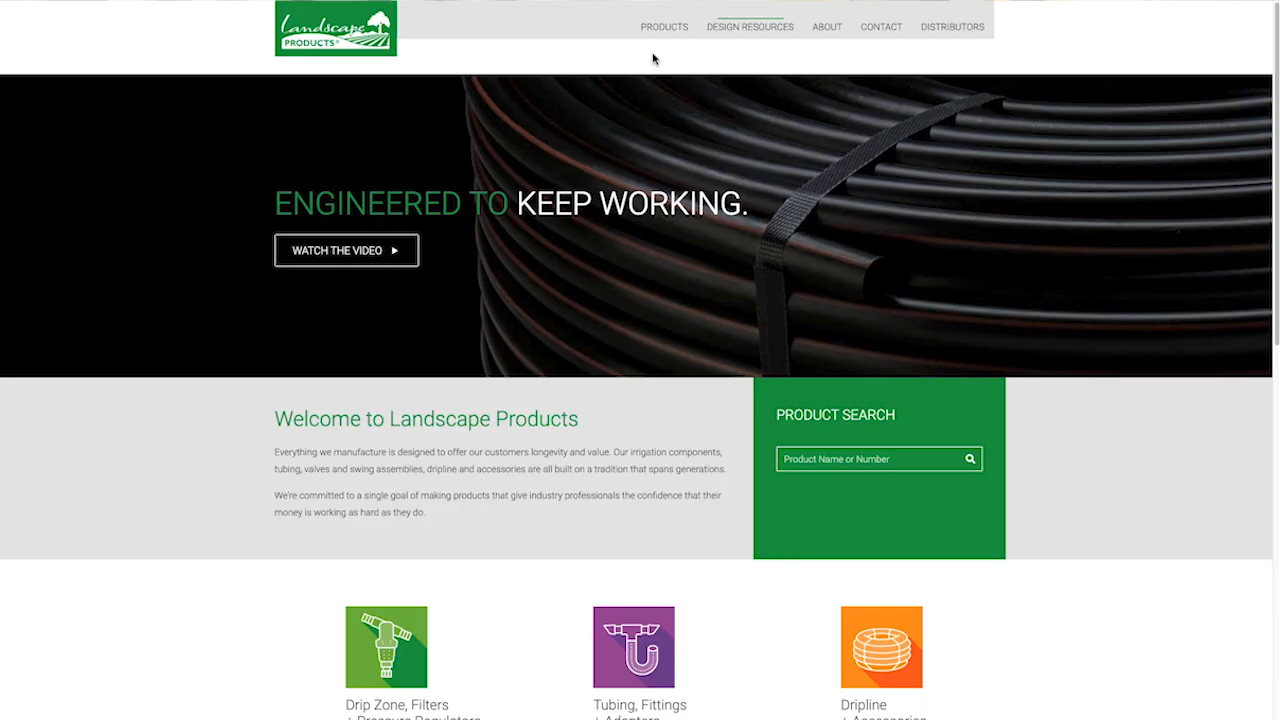 Landscape
PRODUCTS®
PRODUCTS DESIGN RESOURCES ABOUT CONTACT DISTRIBUTORS
ENGINEERED TO KEEP WORKING.
WATCH THE VIDEO
Welcome to Landscape Products
Everything we manufacture is designed to offer our customers longevity and value. Our irrigation components,
tubing, valves and swing assemblies, dripline and accessories are all built on a tradition that spans generations.
We're committed to a single goal of making products that give industry professionals the confidence that their
money is working as hard as they do.
PRODUCT SEARCH
Product Name or Number
Drip Zone, Filters
+ Pressure Regulators
Tubing, Fittings
+ Adapters
Dripline
+ Accessories